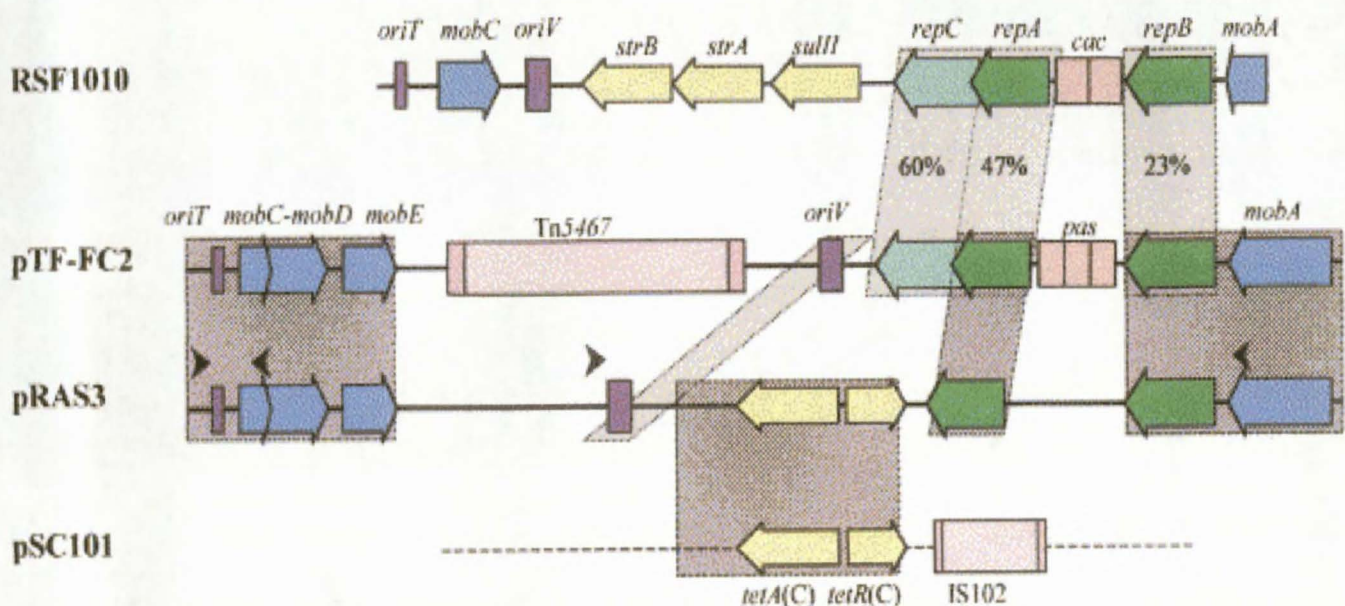 oriT mobC oriV strB strA sulII repC repA cac repB mobA
RSF1010
60% 47% 23%
oriT mobC-mobD mobE Tn5467 oriV pas mobA
pTF-FC2
pRAS3
pSC101
tetA(C) tetR(C) IS102